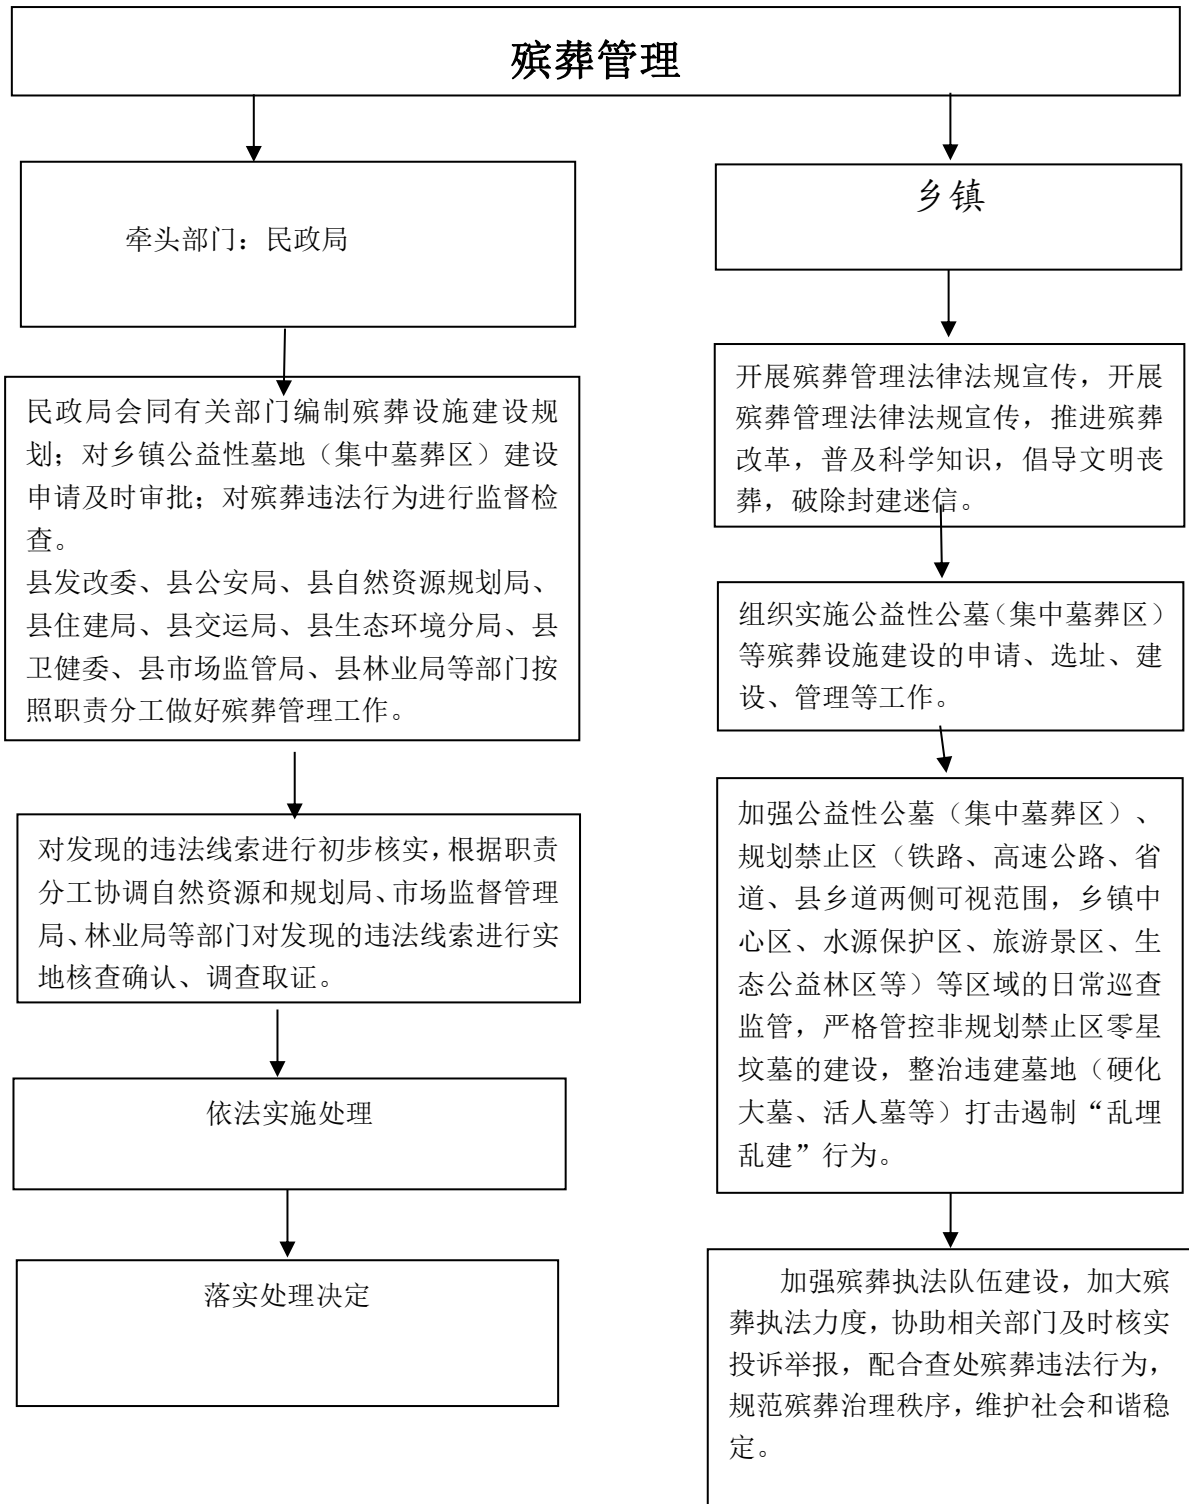 殡葬管理
牵头部门：民政局
民政局会同有关部门编制殡葬设施建设规
划；对乡镇公益性墓地（集中墓葬区）建设
申请及时审批；对殡葬违法行为进行监督检
查。
县发改委、县公安局、县自然资源规划局、
县住建局、县交运局、县生态环境分局、县
卫健委、县市场监管局、县林业局等部门按
照职责分工做好殡葬管理工作。
对发现的违法线索进行初步核实，根据职责
分工协调自然资源和规划局、市场监督管理
局、林业局等部门对发现的违法线索进行实
地核查确认、调查取证。
依法实施处理
落实处理决定
乡镇
开展殡葬管理法律法规宣传，开展
殡葬管理法律法规宣传，推进殡葬
改革，普及科学知识，倡导文明丧
葬，破除封建迷信。
组织实施公益性公墓（集中墓葬区）
等殡葬设施建设的申请、选址、建
设、管理等工作。
加强公益性公墓（集中墓葬区）、
规划禁止区（铁路、高速公路、省
道、县乡道两侧可视范围，乡镇中
心区、水源保护区、旅游景区、生
态公益林区等）等区域的日常巡查
监管，严格管控非规划禁止区零星
坟墓的建设，整治违建墓地（硬化
大墓、活人墓等）打击遏制“乱埋
乱建”行为。
加强殡葬执法队伍建设，加大殡
葬执法力度，协助相关部门及时核实
投诉举报，配合查处殡葬违法行为，
规范殡葬治理秩序，维护社会和谐稳
定。